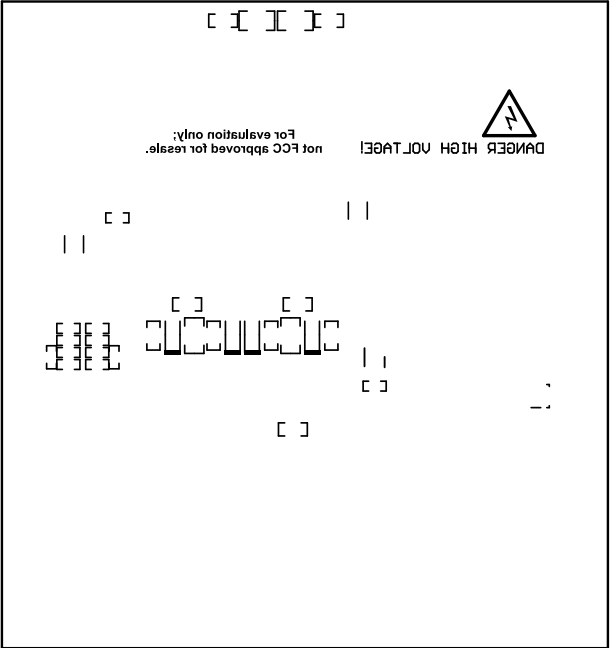 For evaluation only;
not FCC approved for resale.
DANGER HIGH VOLTAGE!